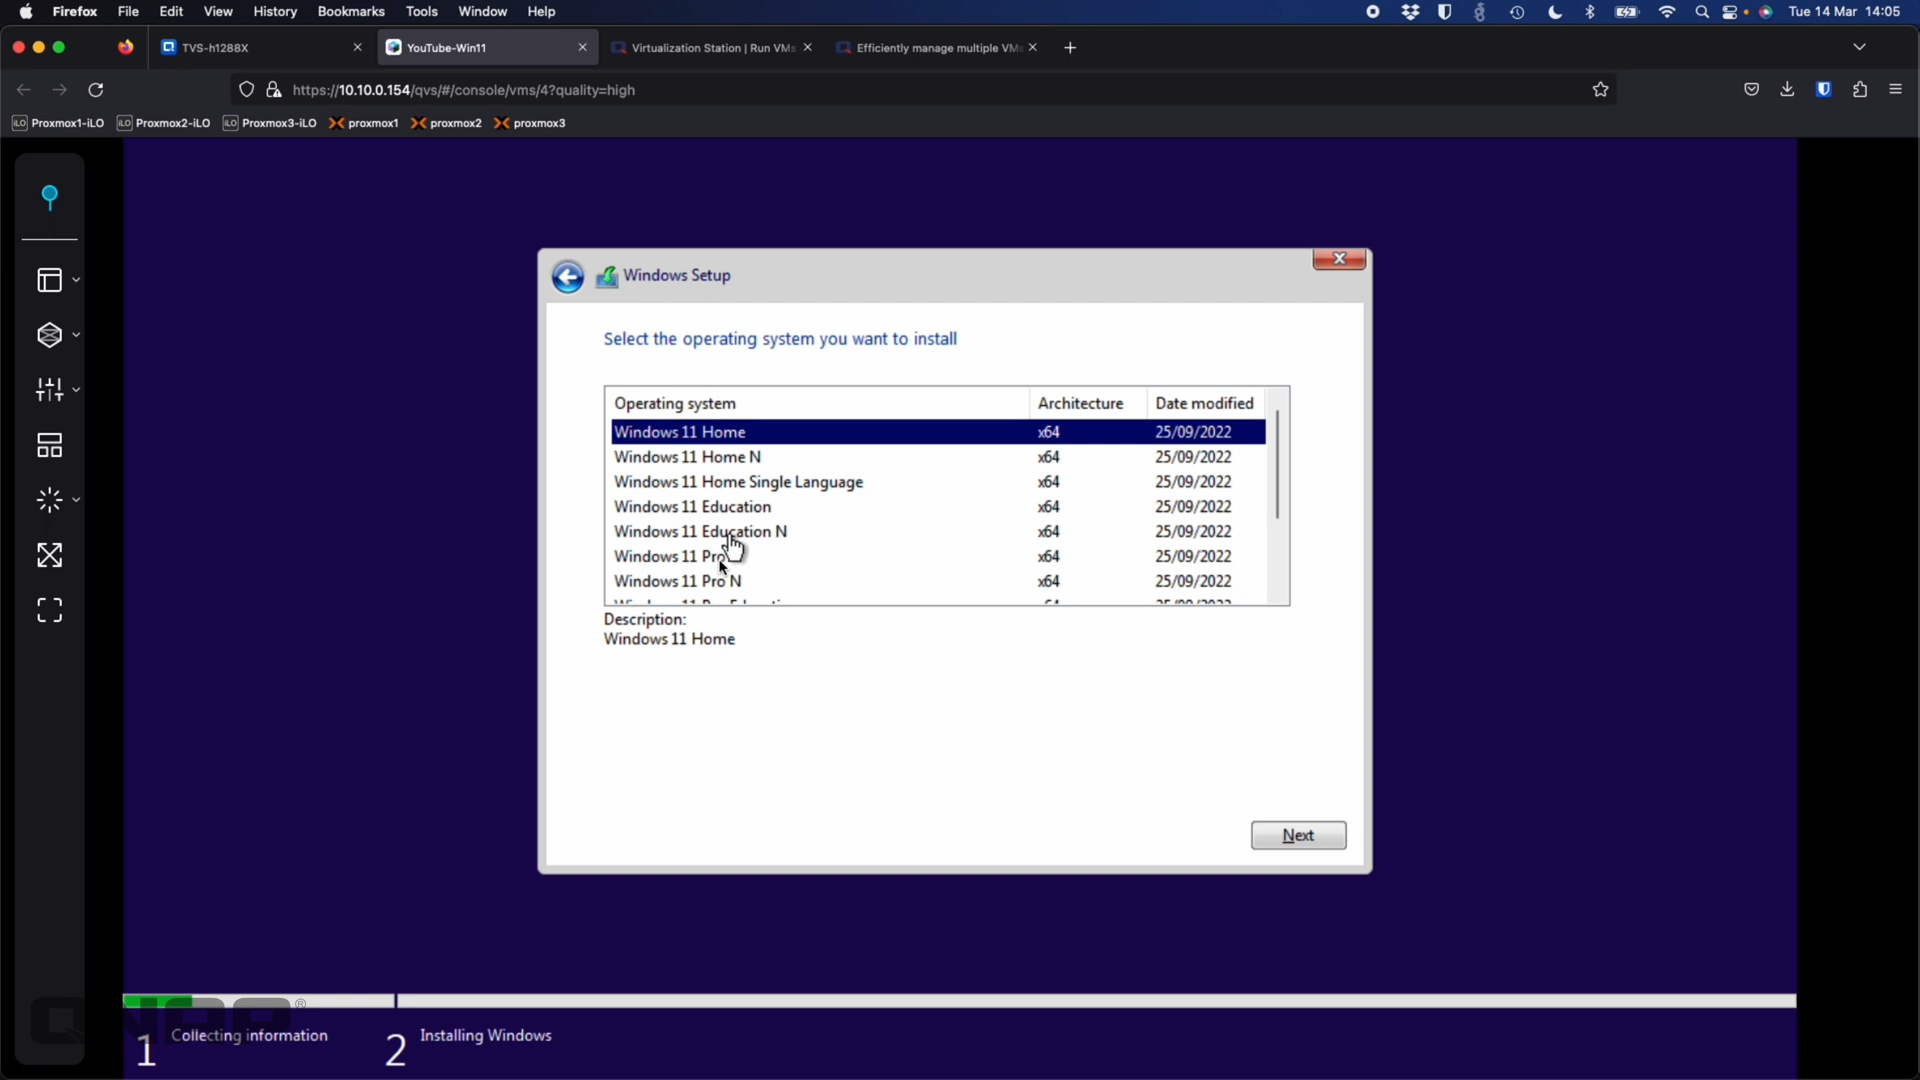 Firefox File Edit View History Bookmarks Tools Window Help Tue 14 Mar 14:05
TVS-h1288X YouTube-Win11 Virtualization Station | Run VMs Efficiently manage multiple VM
https://10.10.0.154/qvs/#/console/vms/4?quality=high
iLO Proxmox1-iLO iLO Proxmox2-iLO iLO Proxmox3-iLO proxmox1 proxmox2 proxmox3
Windows Setup
Select the operating system you want to install
Operating system Architecture Date modified
Windows 11 Home x64 25/09/2022
Windows 11 Home N x64 25/09/2022
Windows 11 Home Single Language x64 25/09/2022
Windows 11 Education x64 25/09/2022
Windows 11 Education N x64 25/09/2022
Windows 11 Pro x64 25/09/2022
Windows 11 Pro N x64 25/09/2022
Description:
Windows 11 Home
Next
QNAP®
1 Collecting information 2 Installing Windows